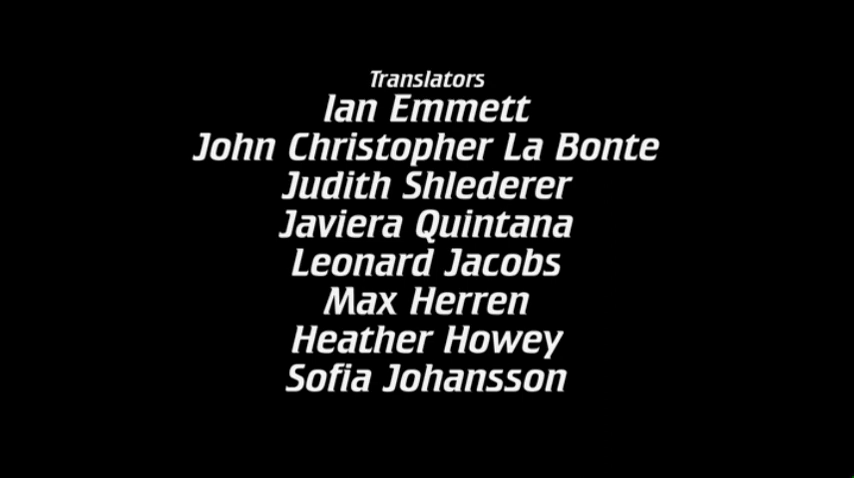 Translators
Ian Emmett
John Christopher La Bonte
Judith Shlederer
Javiera Quintana
Leonard Jacobs
Max Herren
Heather Howey
Sofia Johansson